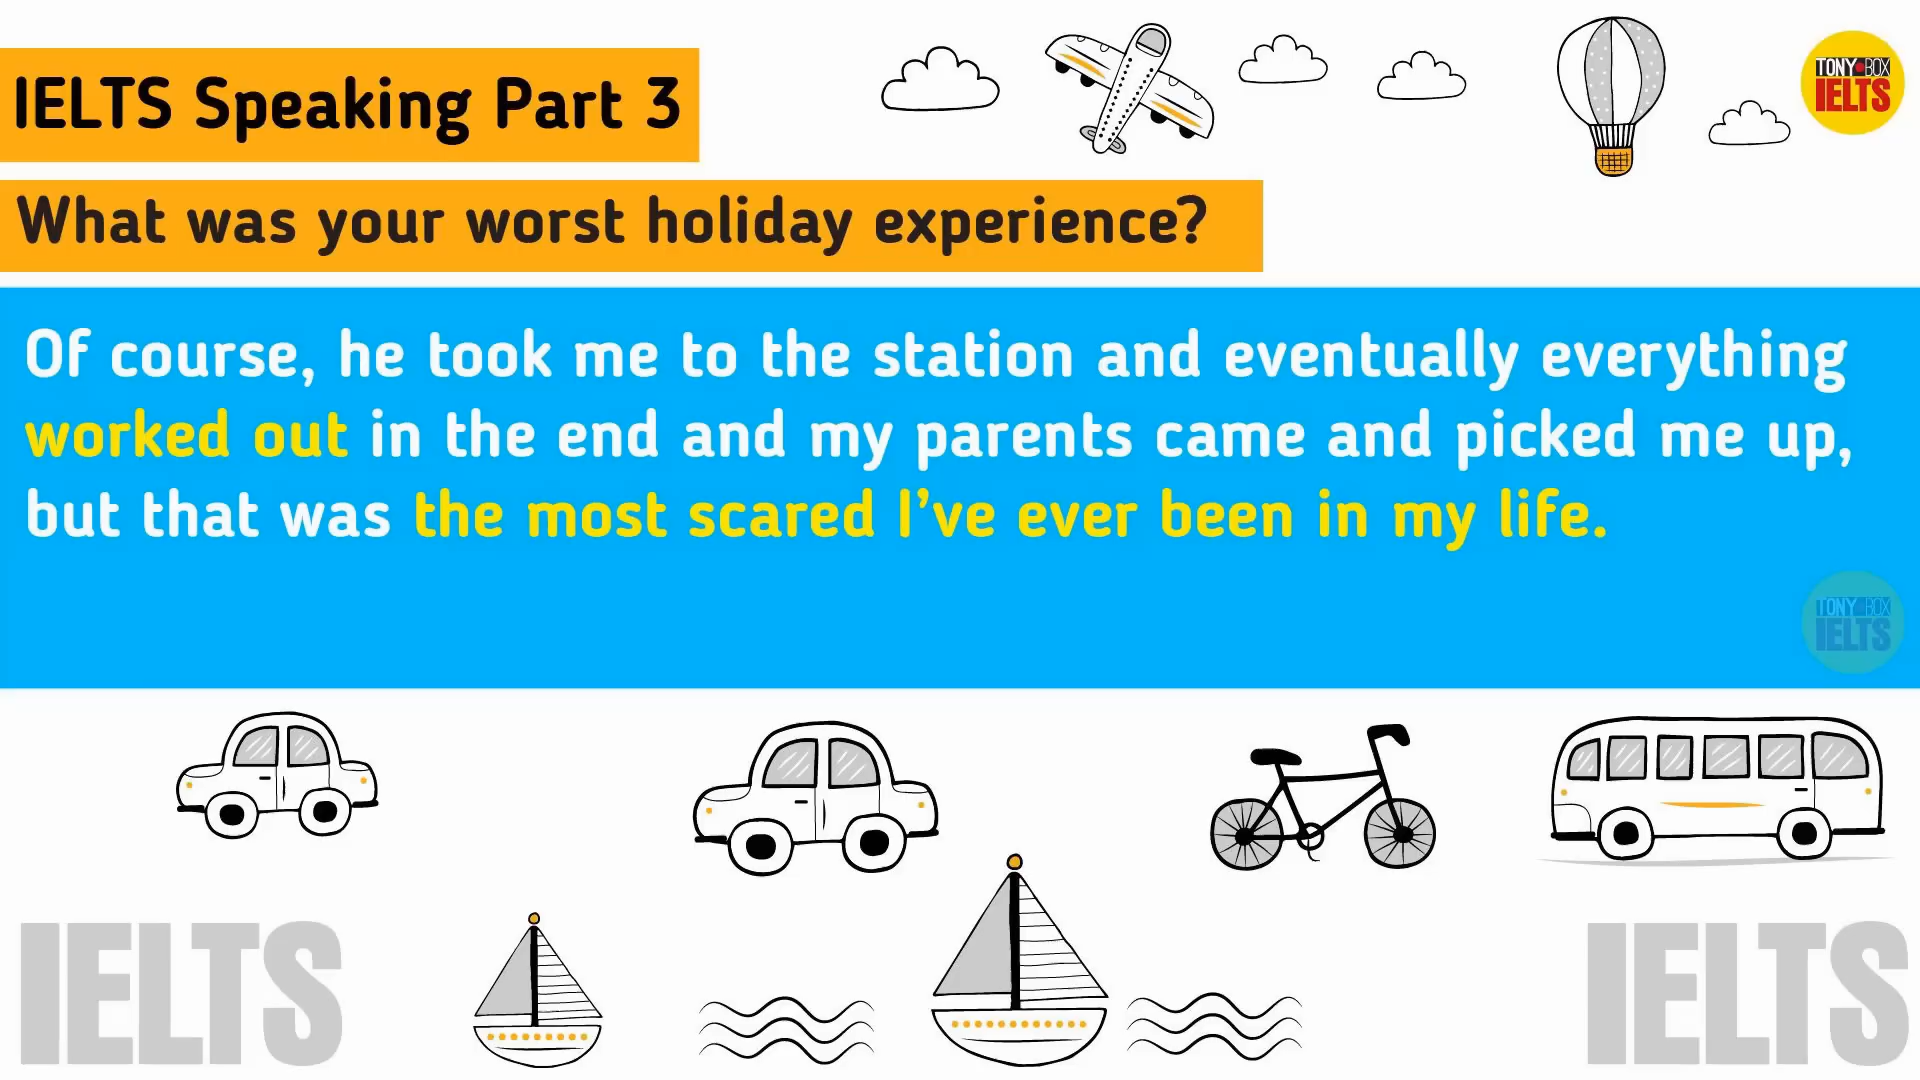 IELTS Speaking Part 3
TONY BOX
IELTS
What was your worst holiday experience?
Of course, he took me to the station and eventually everything
worked out in the end and my parents came and picked me up,
but that was the most scared I've ever been in my life.
TONY BOX
IELTS
IELTS
IELTS